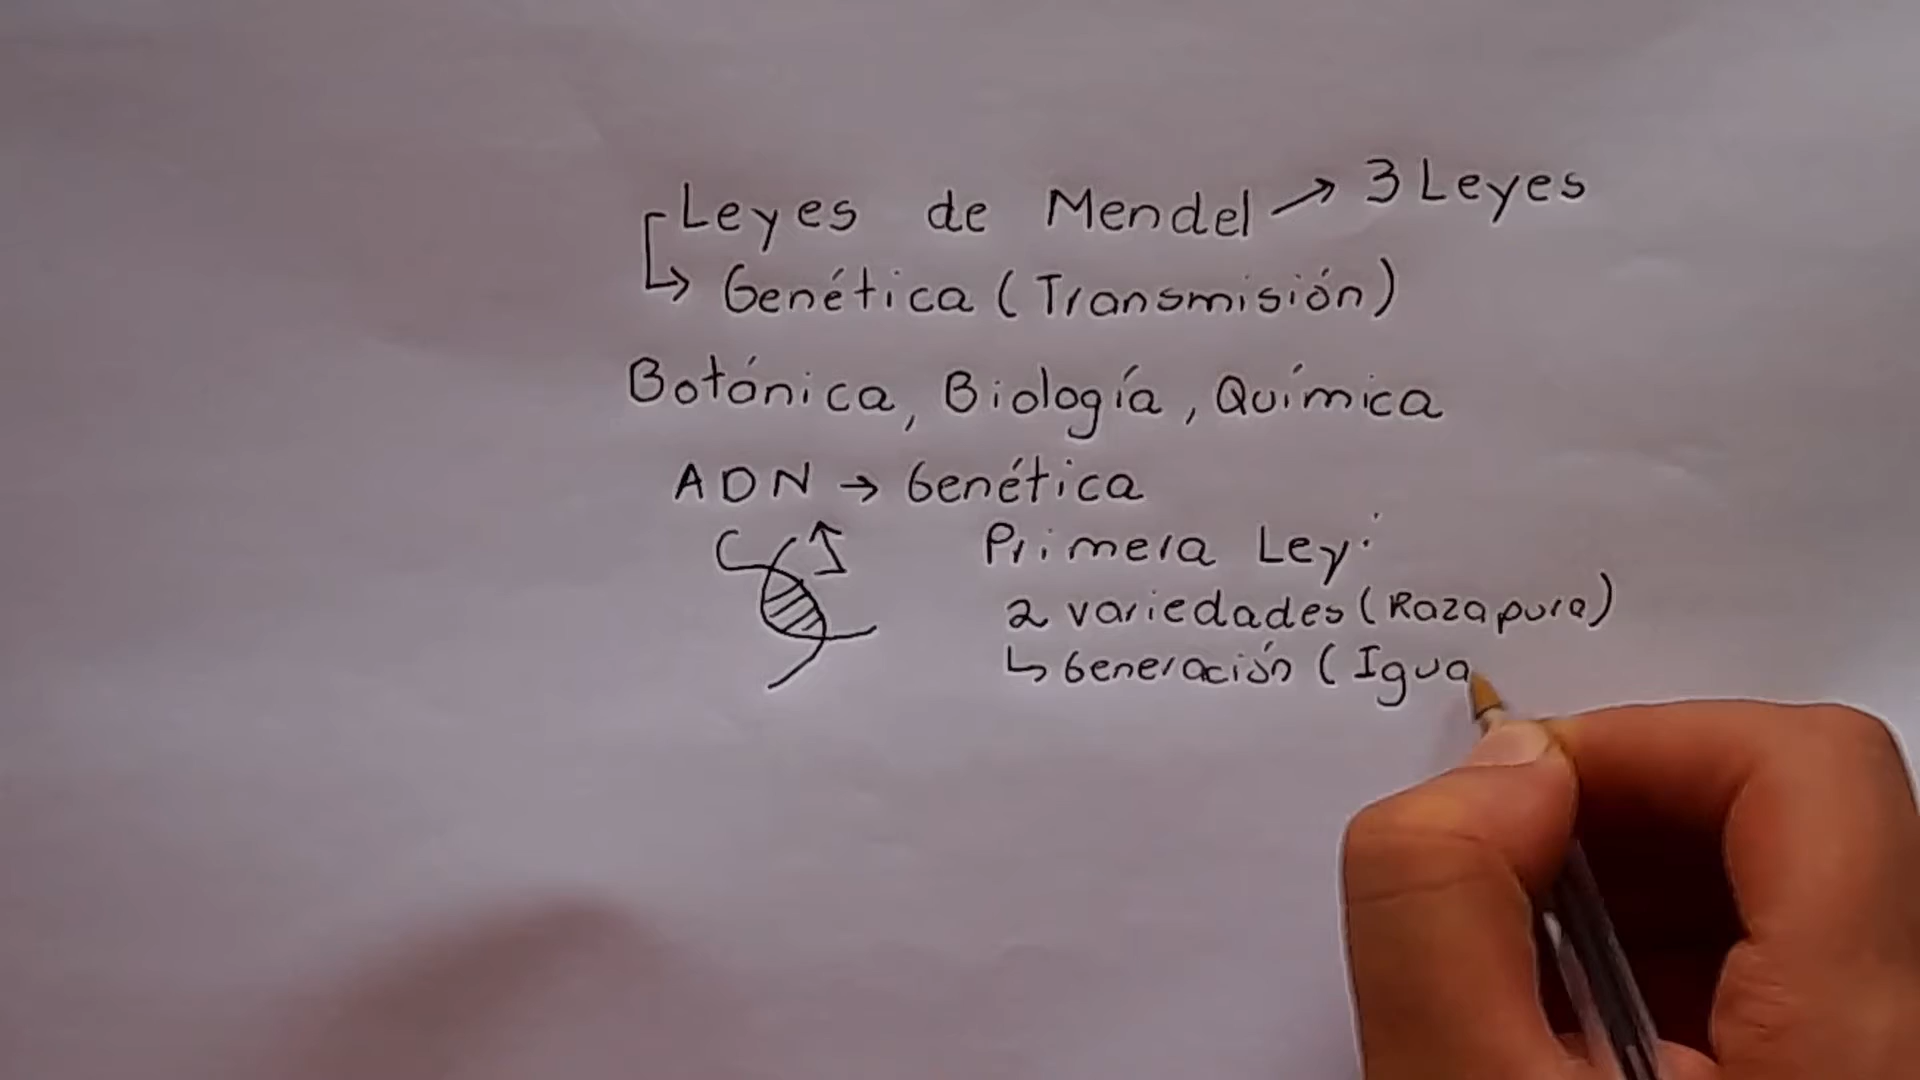 Leyes de Mendel → 3 Leyes
↳ Genética (Transmisión)
Botánica, Biología, Química
ADN → Genética
Primera Ley:
2 variedades (Raza pura)
↳ Generación (Igua